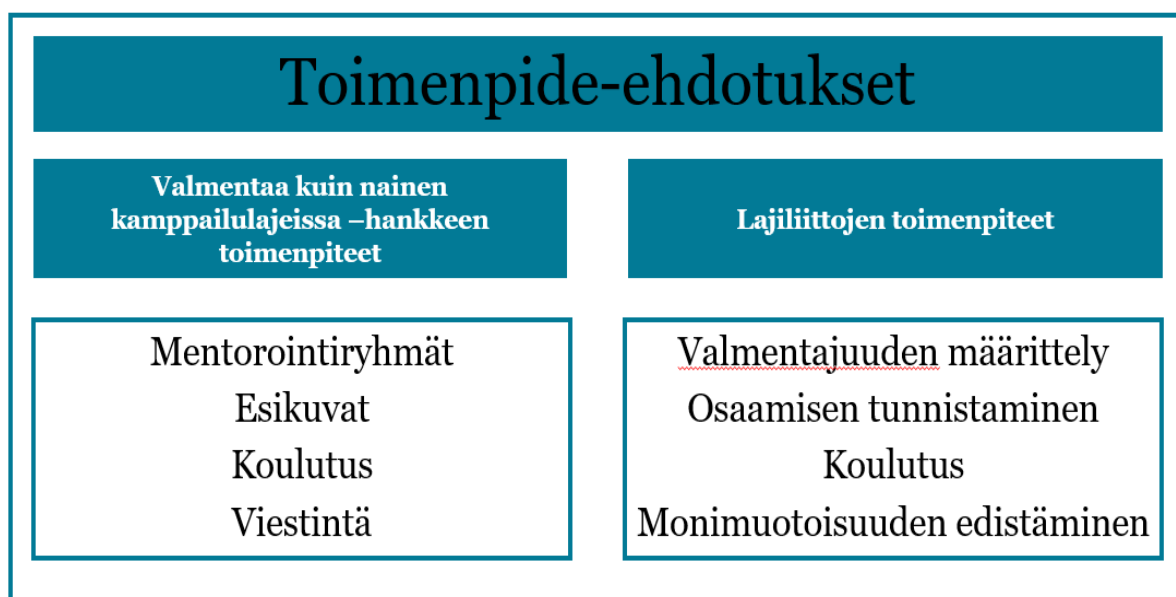 Toimenpide-ehdotukset
Valmentaa kuin nainen
kamppailulajeissa –hankkeen
toimenpiteet
Lajiliittojen toimenpiteet
Mentorointiryhmät
Esikuvat
Koulutus
Viestintä
Valmentajuuden määrittely
Osaamisen tunnistaminen
Koulutus
Monimuotoisuuden edistäminen